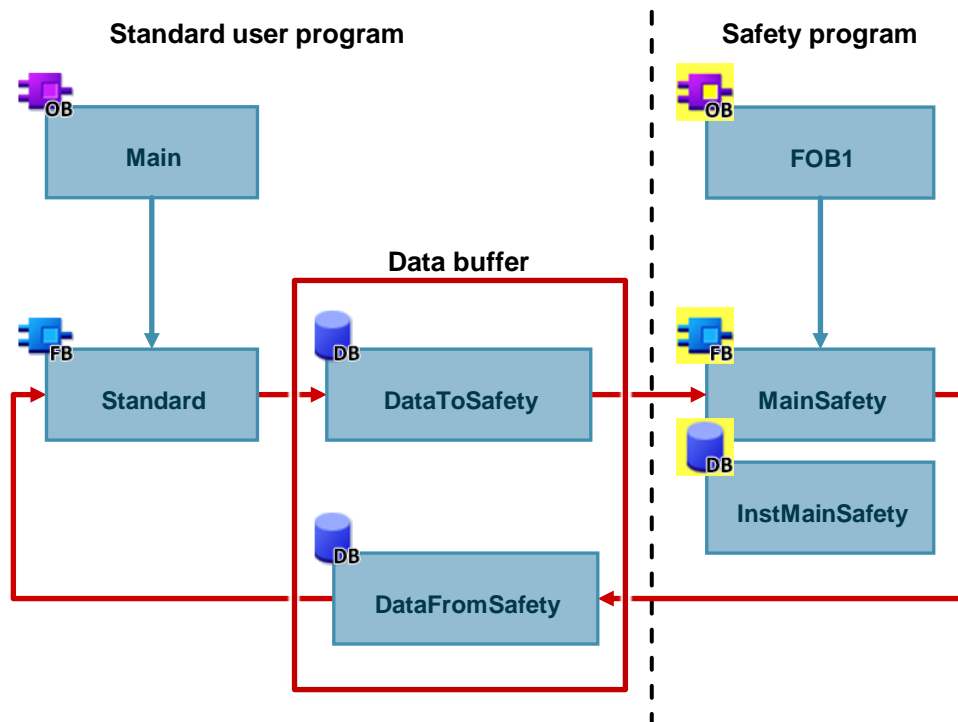 Standard user program
Safety program
OB
Main
OB
FOB1
Data buffer
FB
Standard
DB
DataToSafety
FB
MainSafety
DB
InstMainSafety
DB
DataFromSafety